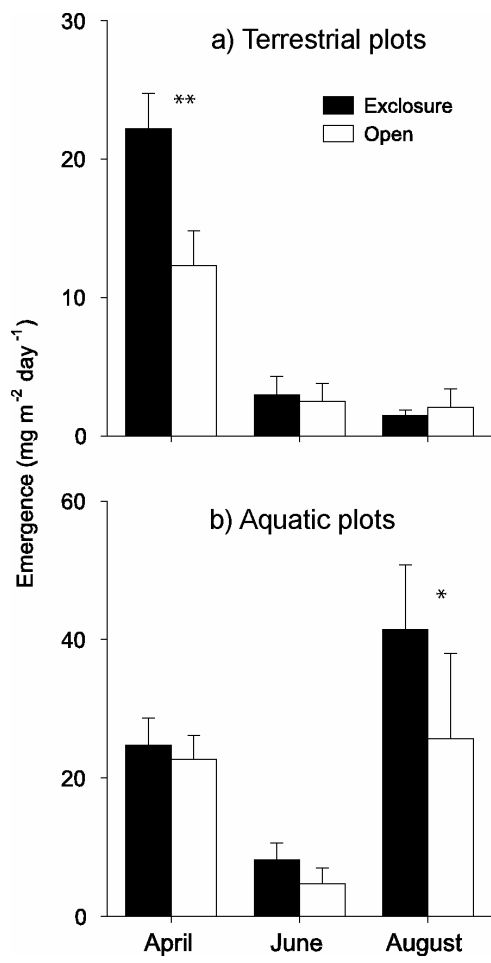 30
a) Terrestrial plots
**
Exclosure
Open
20
10
0
Emergence (mg m⁻² day⁻¹)
60
b) Aquatic plots
*
40
20
0
April June August